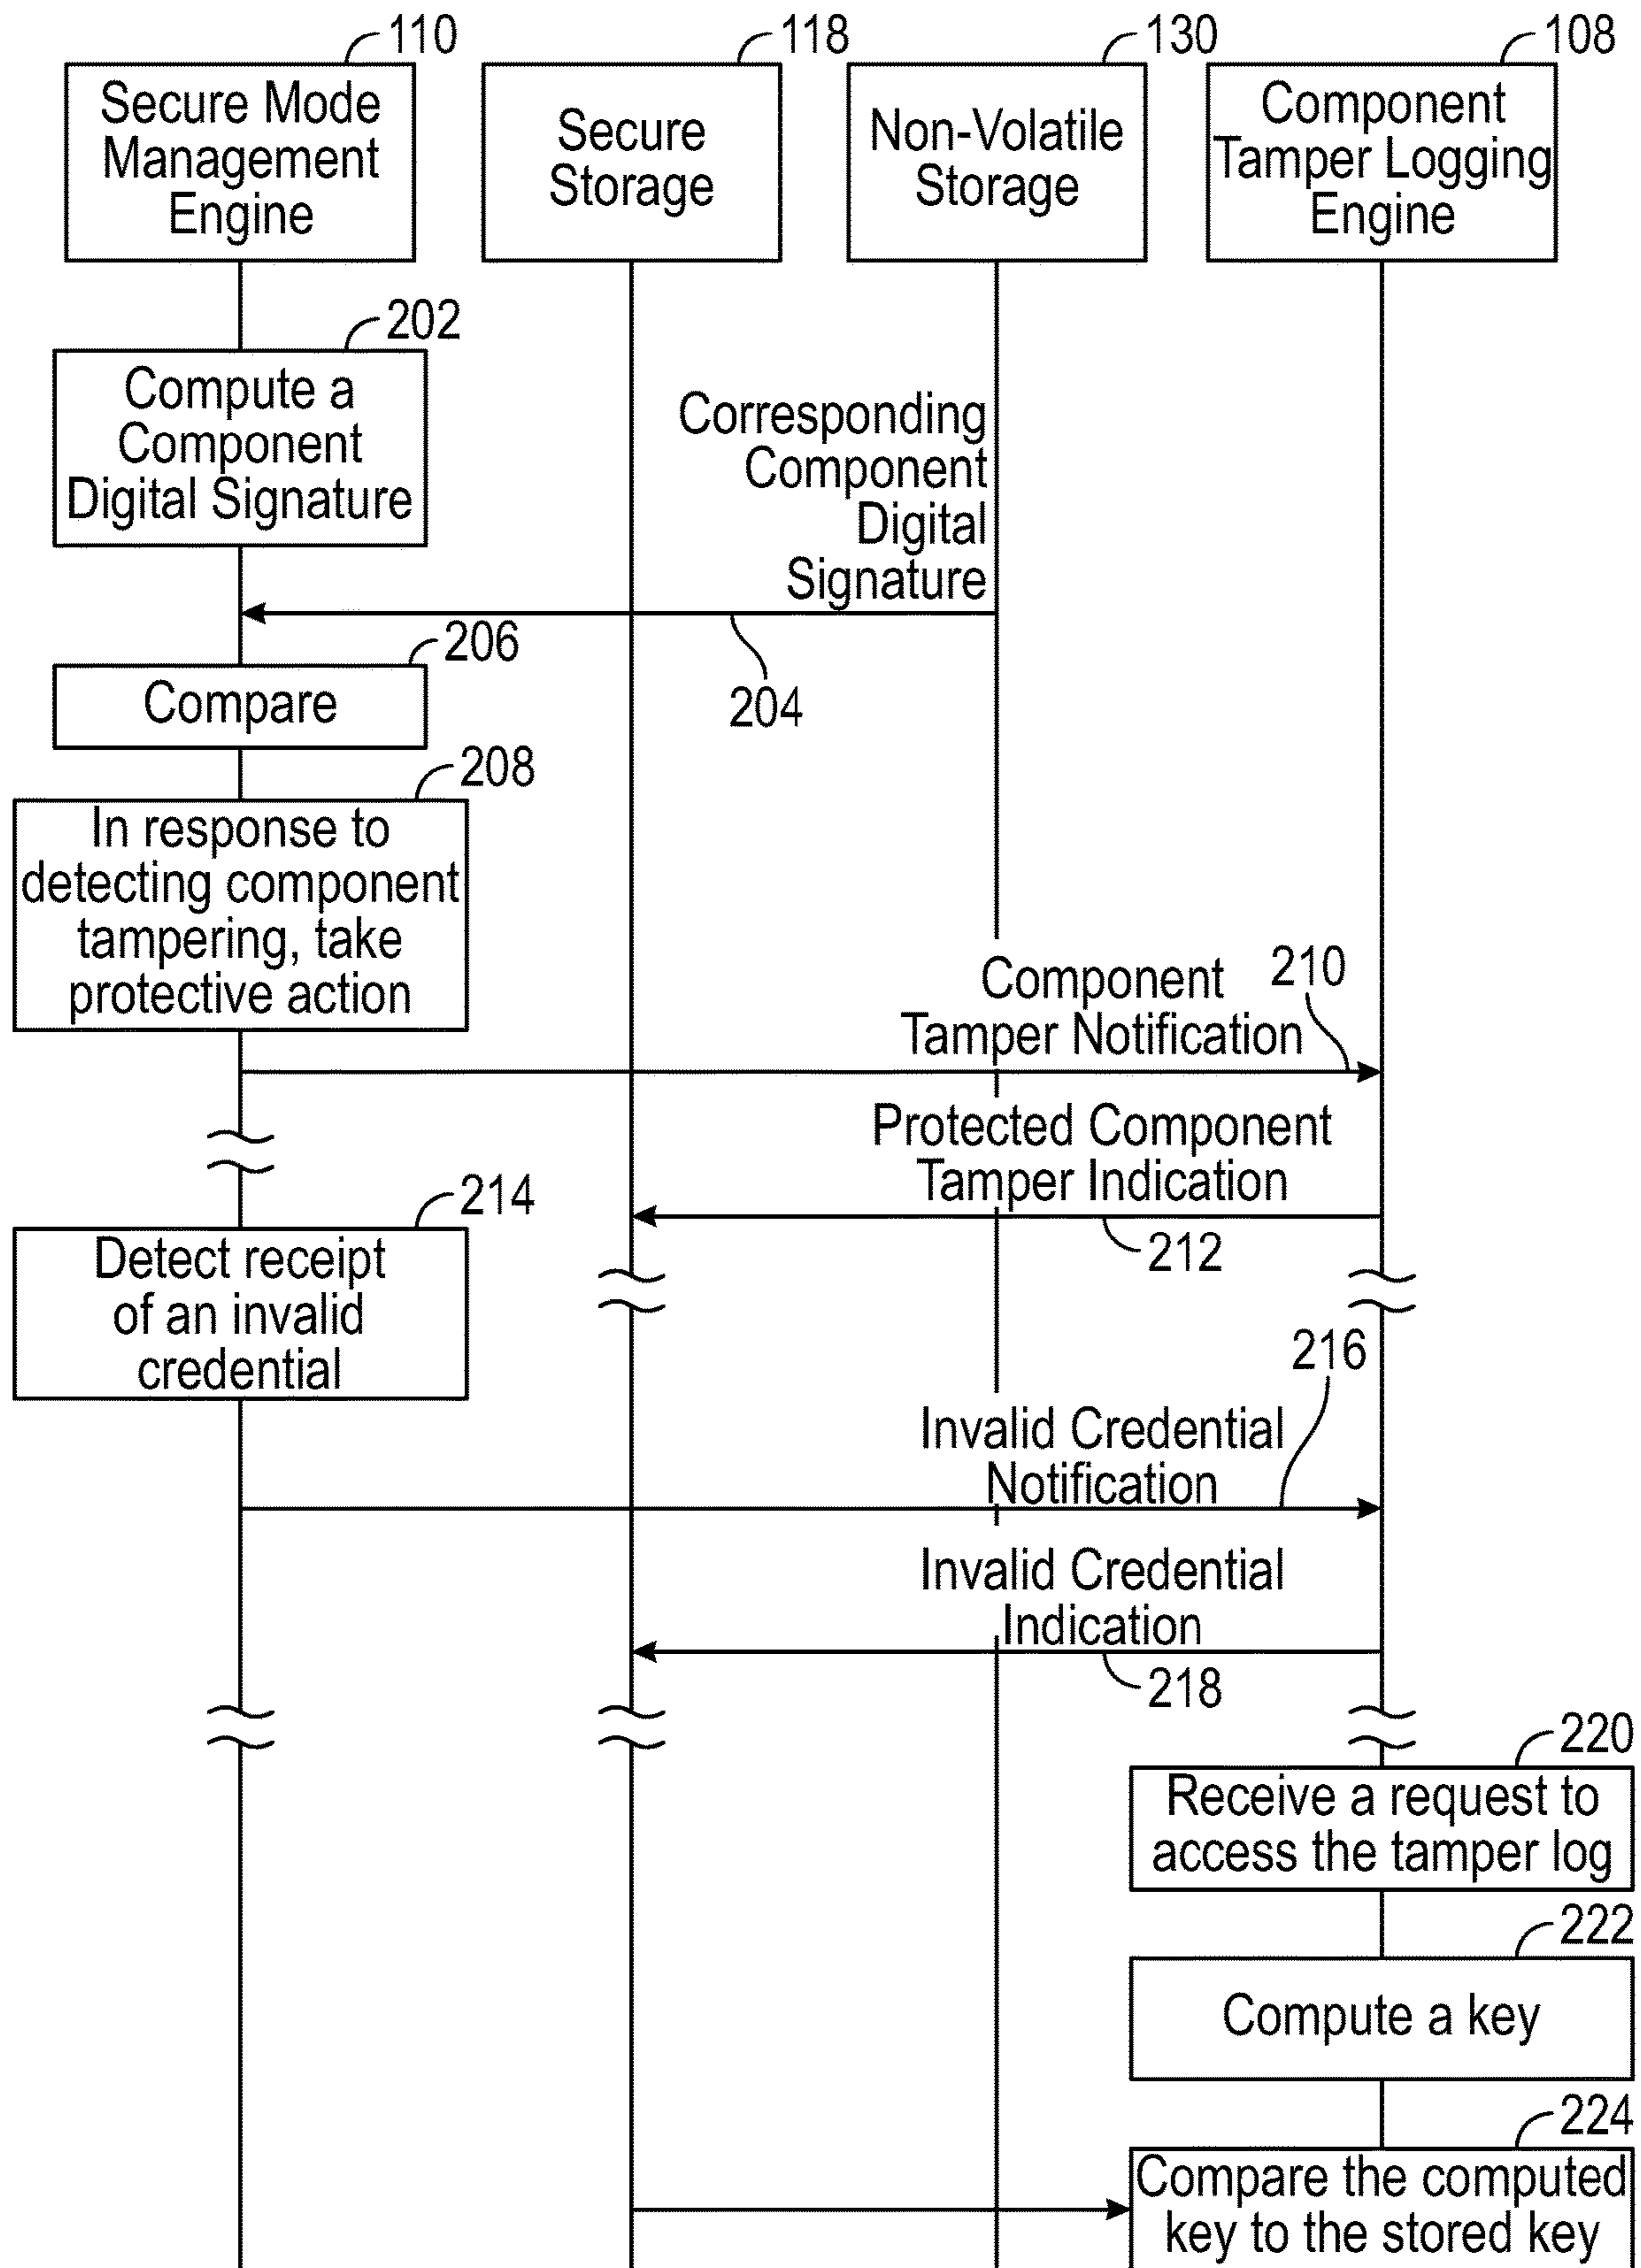 110
118
130
108
Secure Mode
Management
Engine
Secure
Storage
Non-Volatile
Storage
Component
Tamper Logging
Engine
202
Compute a
Component
Digital Signature
Corresponding
Component
Digital
Signature
204
206
Compare
208
In response to
detecting component
tampering, take
protective action
Component
Tamper Notification
210
Protected Component
Tamper Indication
212
214
Detect receipt
of an invalid
credential
216
Invalid Credential
Notification
Invalid Credential
Indication
218
220
Receive a request to
access the tamper log
222
Compute a key
224
Compare the computed
key to the stored key